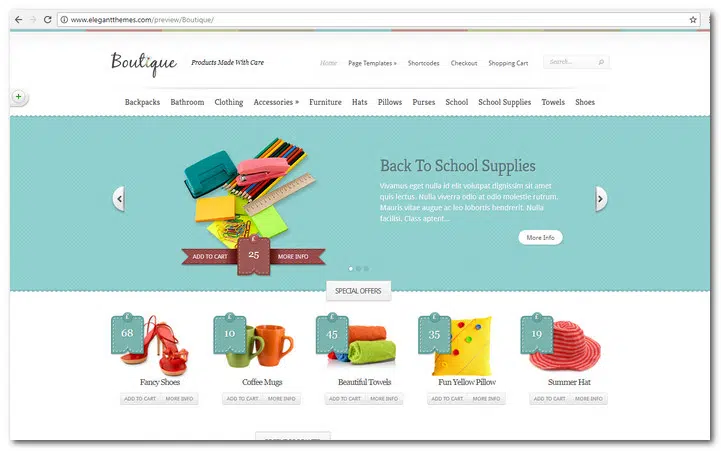 www.elegantthemes.com/preview/Boutique/
Boutique
Products Made With Care
Home
Page Templates »
Shortcodes
Checkout
Shopping Cart
Search...
Backpacks Bathroom Clothing Accessories » Furniture Hats Pillows Purses School School Supplies Towels Shoes
Back To School Supplies
Vivamus eget nulla id elit volutpat dignissim sit amet
quis lectus. Nulla viverra odio at odio molestie rutrum.
Mauris vitae augue ac leo lobortis hendrerit. Nulla
facilisi. Class aptent...
More Info
£
ADD TO CART 25 MORE INFO
SPECIAL OFFERS
£ £ £ £ £
68 10 45 35 19
Fancy Shoes Coffee Mugs Beautiful Towels Fun Yellow Pillow Summer Hat
ADD TO CART MORE INFO ADD TO CART MORE INFO ADD TO CART MORE INFO ADD TO CART MORE INFO ADD TO CART MORE INFO